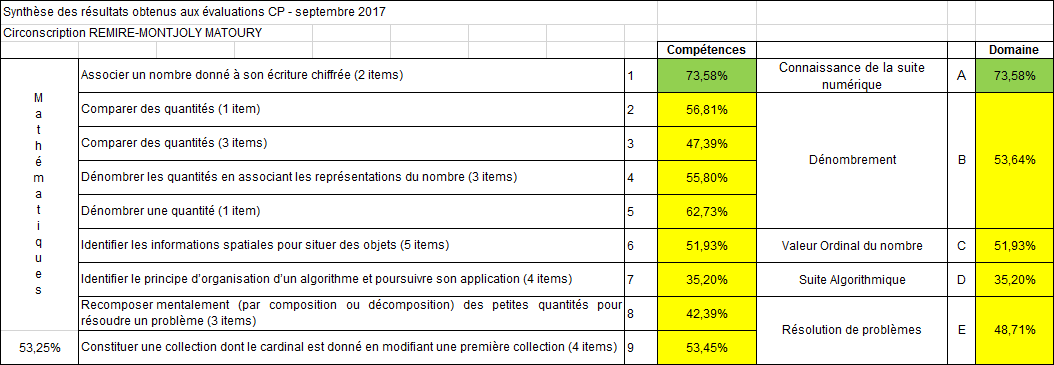 Synthèse des résultats obtenus aux évaluations CP - septembre 2017
Circonscription REMIRE-MONTJOLY MATOURY
Compétences Domaine
Mathématiques
Associer un nombre donné à son écriture chiffrée (2 items) 1 73,58% Connaissance de la suite numérique A 73,58%
Comparer des quantités (1 item) 2 56,81%
Comparer des quantités (3 items) 3 47,39%
Dénombrement B 53,64%
Dénombrer les quantités en associant les représentations du nombre (3 items) 4 55,80%
Dénombrer une quantité (1 item) 5 62,73%
Identifier les informations spatiales pour situer des objets (5 items) 6 51,93% Valeur Ordinal du nombre C 51,93%
Identifier le principe d'organisation d'un algorithme et poursuivre son application (4 items) 7 35,20% Suite Algorithmique D 35,20%
Recomposer mentalement (par composition ou décomposition) des petites quantités pour
résoudre un problème (3 items) 8 42,39%
Résolution de problèmes E 48,71%
53,25% Constituer une collection dont le cardinal est donné en modifiant une première collection (4 items) 9 53,45%